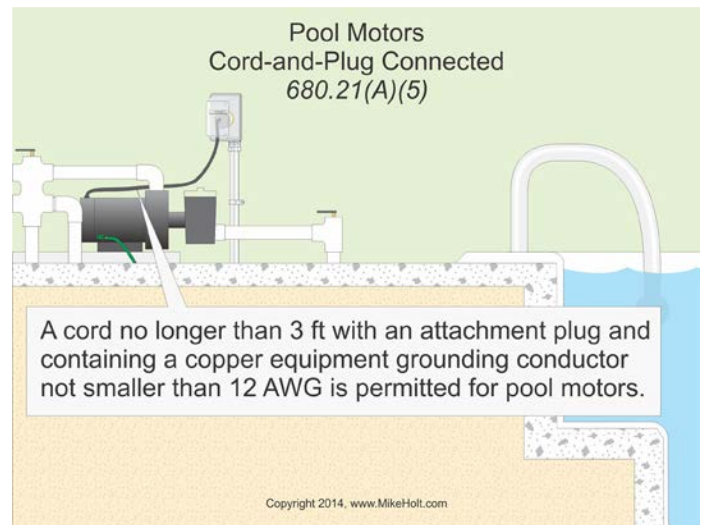 Pool Motors
Cord-and-Plug Connected
680.21(A)(5)
A cord no longer than 3 ft with an attachment plug and
containing a copper equipment grounding conductor
not smaller than 12 AWG is permitted for pool motors.
Copyright 2014, www.MikeHolt.com